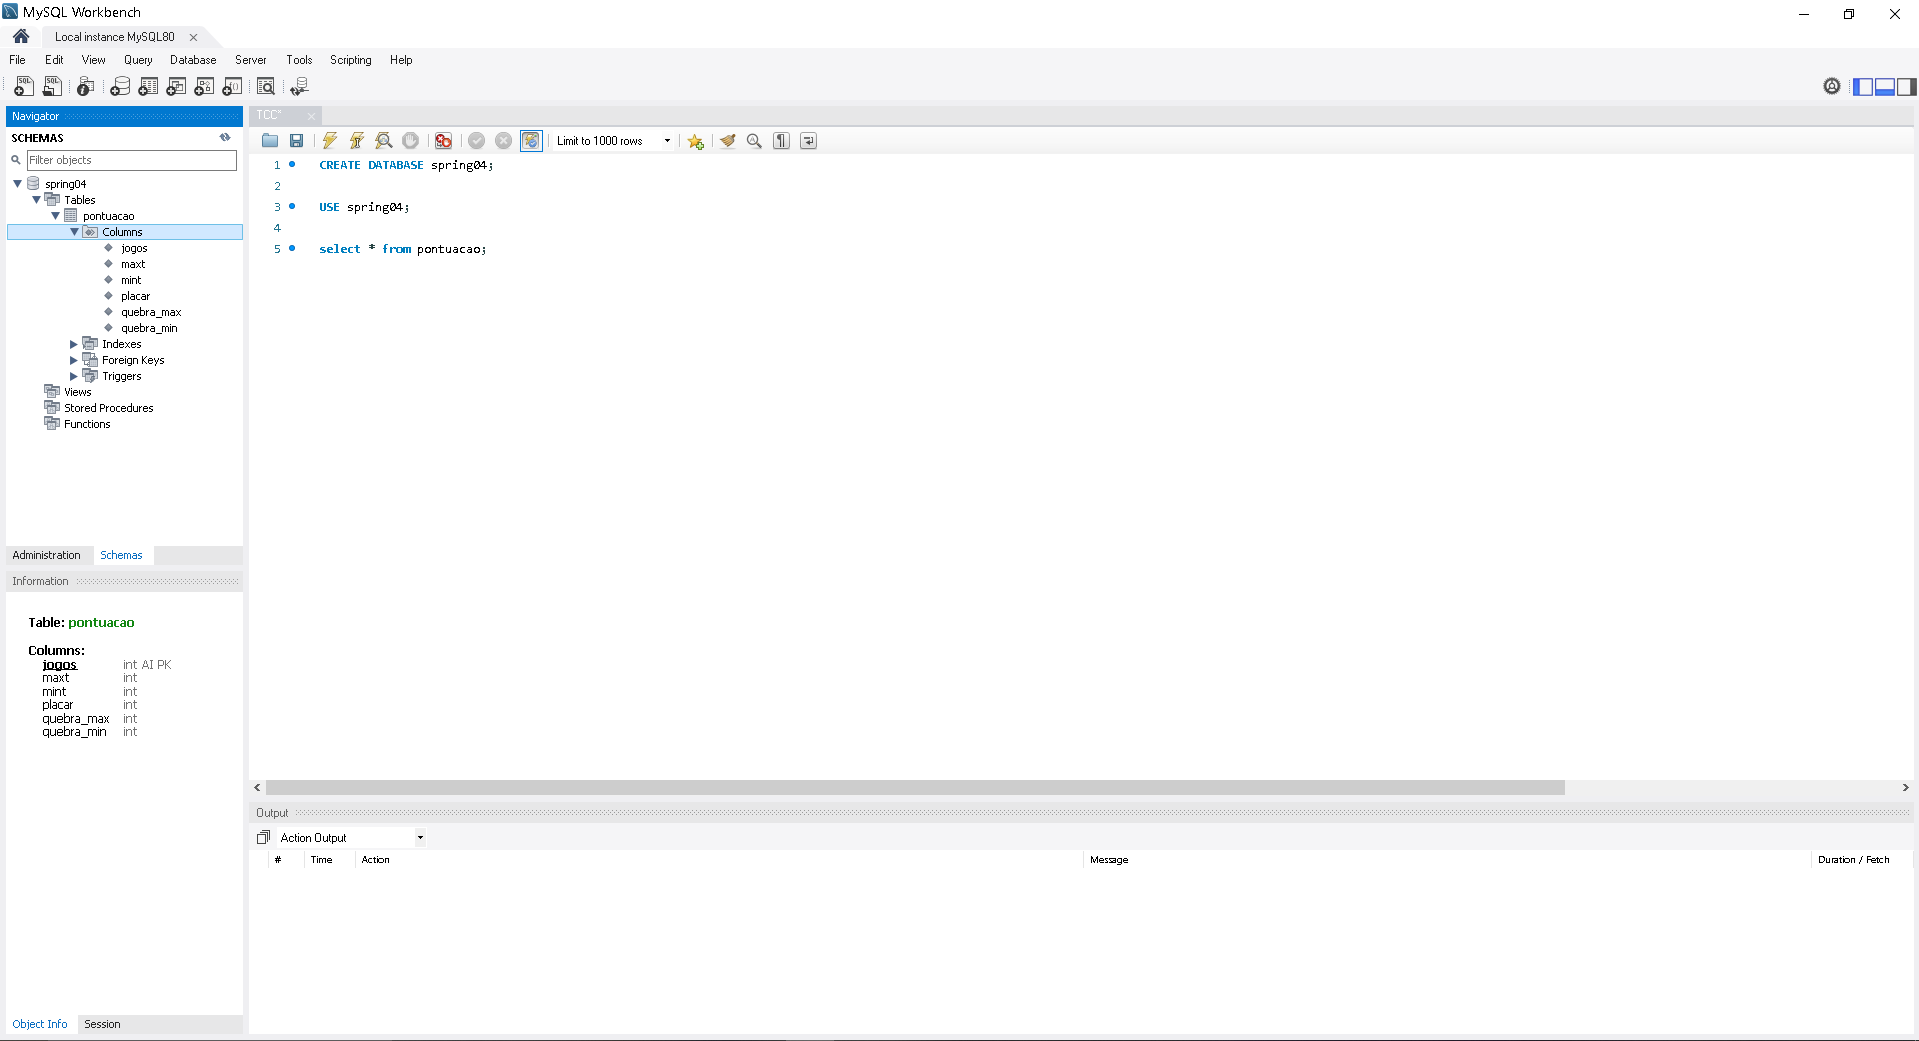 MySQL Workbench
Local instance MySQL80
File Edit View Query Database Server Tools Scripting Help
Navigator
SCHEMAS
Filter objects
spring04
Tables
pontuacao
Columns
jogos
maxt
mint
placar
quebra_max
quebra_min
Indexes
Foreign Keys
Triggers
Views
Stored Procedures
Functions
Administration Schemas
Information
Table: pontuacao
Columns:
jogos int AI PK
maxt int
mint int
placar int
quebra_max int
quebra_min int
Object Info Session
TCC*
Limit to 1000 rows
1 CREATE DATABASE spring04;
2
3 USE spring04;
4
5 select * from pontuacao;
Output
Action Output
# Time Action Message Duration / Fetch